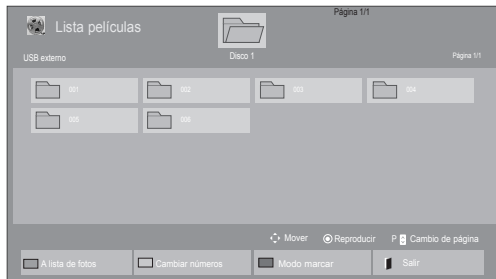 Página 1/1
Lista películas
USB externo
Disco 1
Página 1/1
001
002
003
004
005
006
Mover
Reproducir
P Cambio de página
A lista de fotos
Cambiar números
Modo marcar
Salir